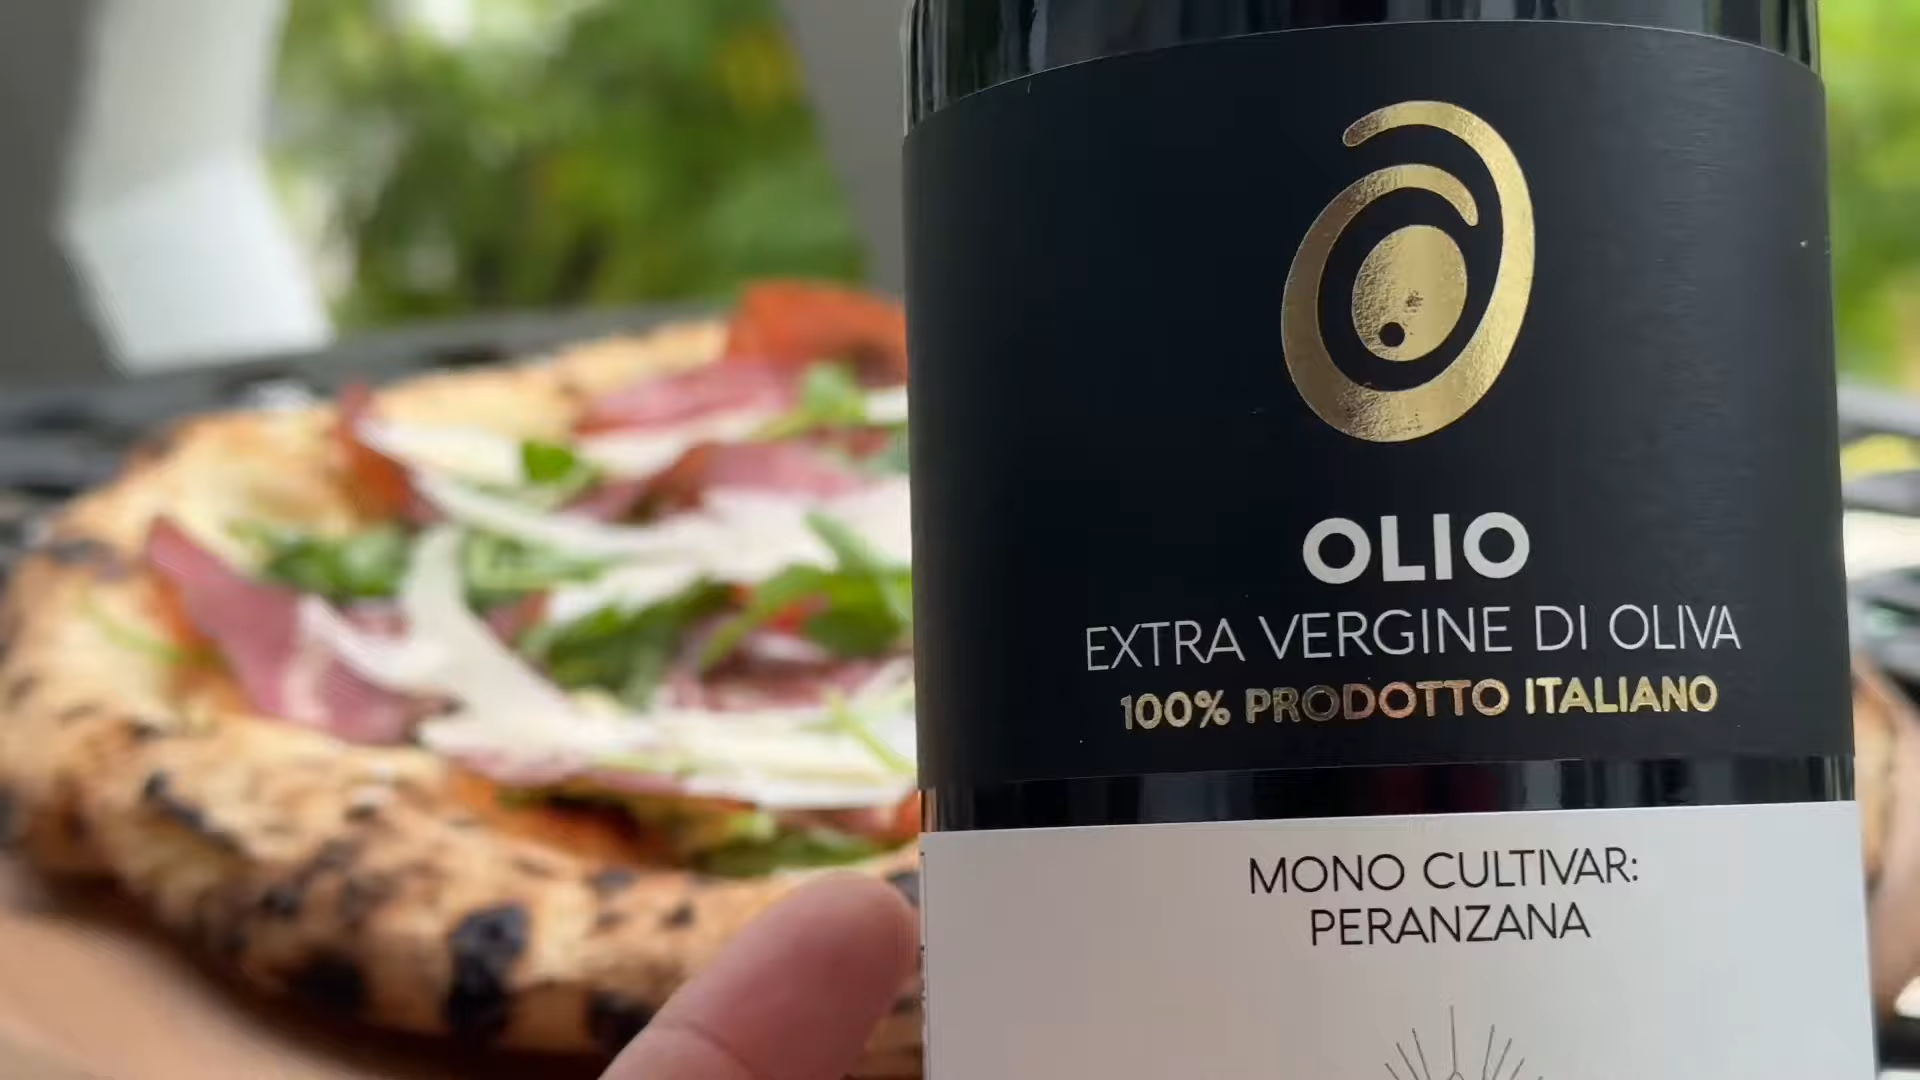 OLIO
EXTRA VERGINE DI OLIVA
100% PRODOTTO ITALIANO
MONO CULTIVAR:
PERANZANA